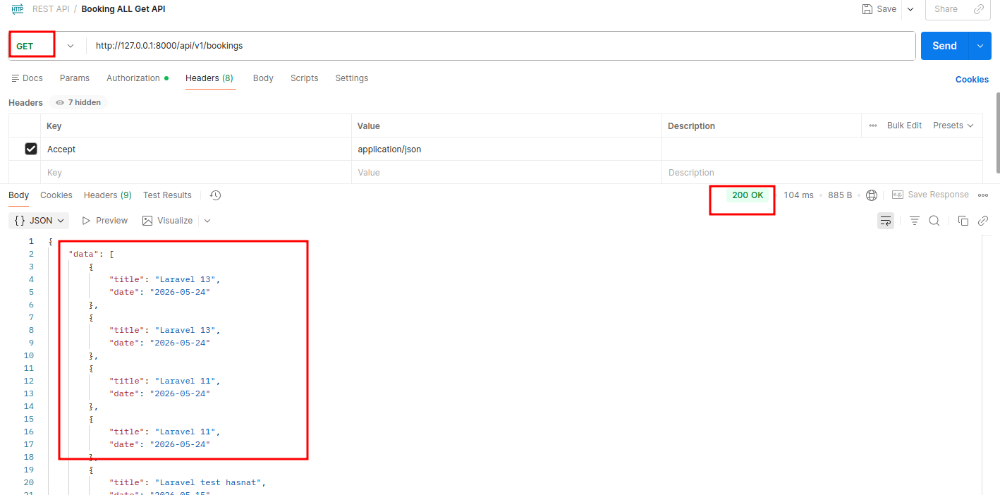 HTTP REST API / Booking ALL Get API Save Share
GET http://127.0.0.1:8000/api/v1/bookings Send
Docs Params Authorization Headers (8) Body Scripts Settings Cookies
Headers 7 hidden
Key Value Description Bulk Edit Presets
Accept application/json
Key Value Description
Body Cookies Headers (9) Test Results 200 OK 104 ms 885 B e.g. Save Response
{} JSON Preview Visualize
1 {
2 "data": [
3 {
4 "title": "Laravel 13",
5 "date": "2026-05-24"
6 },
7 {
8 "title": "Laravel 13",
9 "date": "2026-05-24"
10 },
11 {
12 "title": "Laravel 11",
13 "date": "2026-05-24"
14 },
15 {
16 "title": "Laravel 11",
17 "date": "2026-05-24"
18 },
19 {
20 "title": "Laravel test hasnat",
21 "date": "2026-05-15"